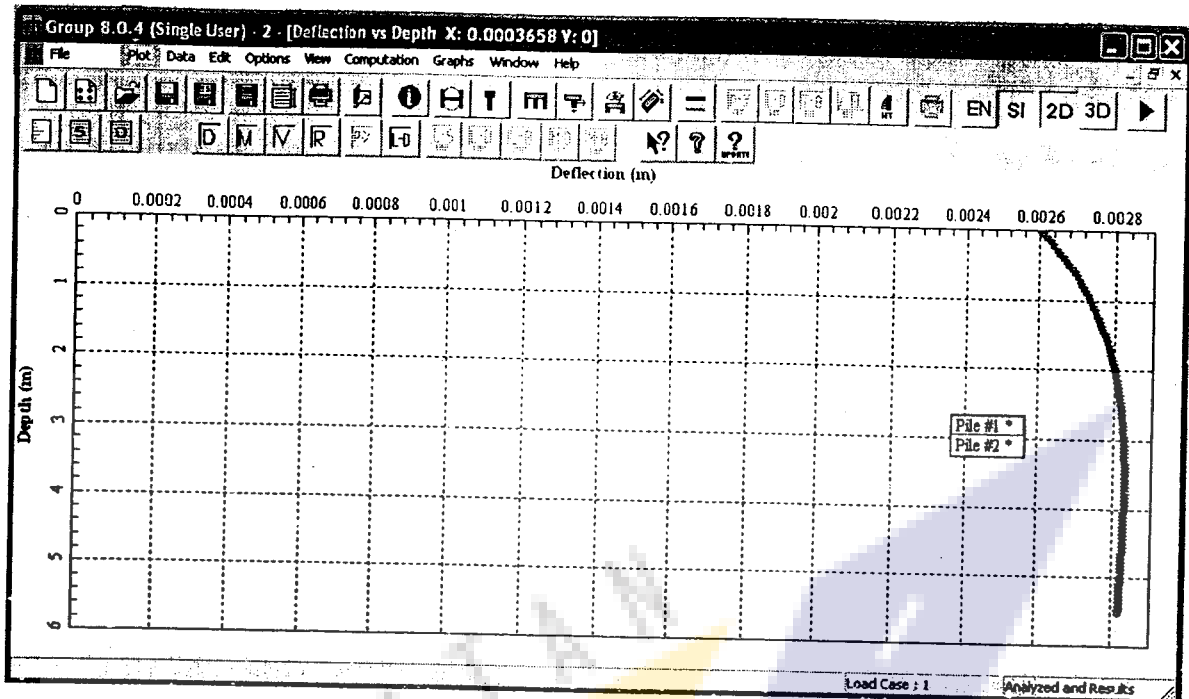 Group 8.0.4 (Single User) - 2 - [Deflection vs Depth X: 0.0003658 Y: 0]
File Plot Data Edit Options View Computation Graphs Window Help
EN SI 2D 3D
D M V R L-D
UPDATE
Deflection (m)
0 0.0002 0.0004 0.0006 0.0008 0.001 0.0012 0.0014 0.0016 0.0018 0.002 0.0022 0.0024 0.0026 0.0028
Depth (m)
0
1
2
3
4
5
6
Pile #1 *
Pile #2 *
Load Case : 1 Analyzed and Results